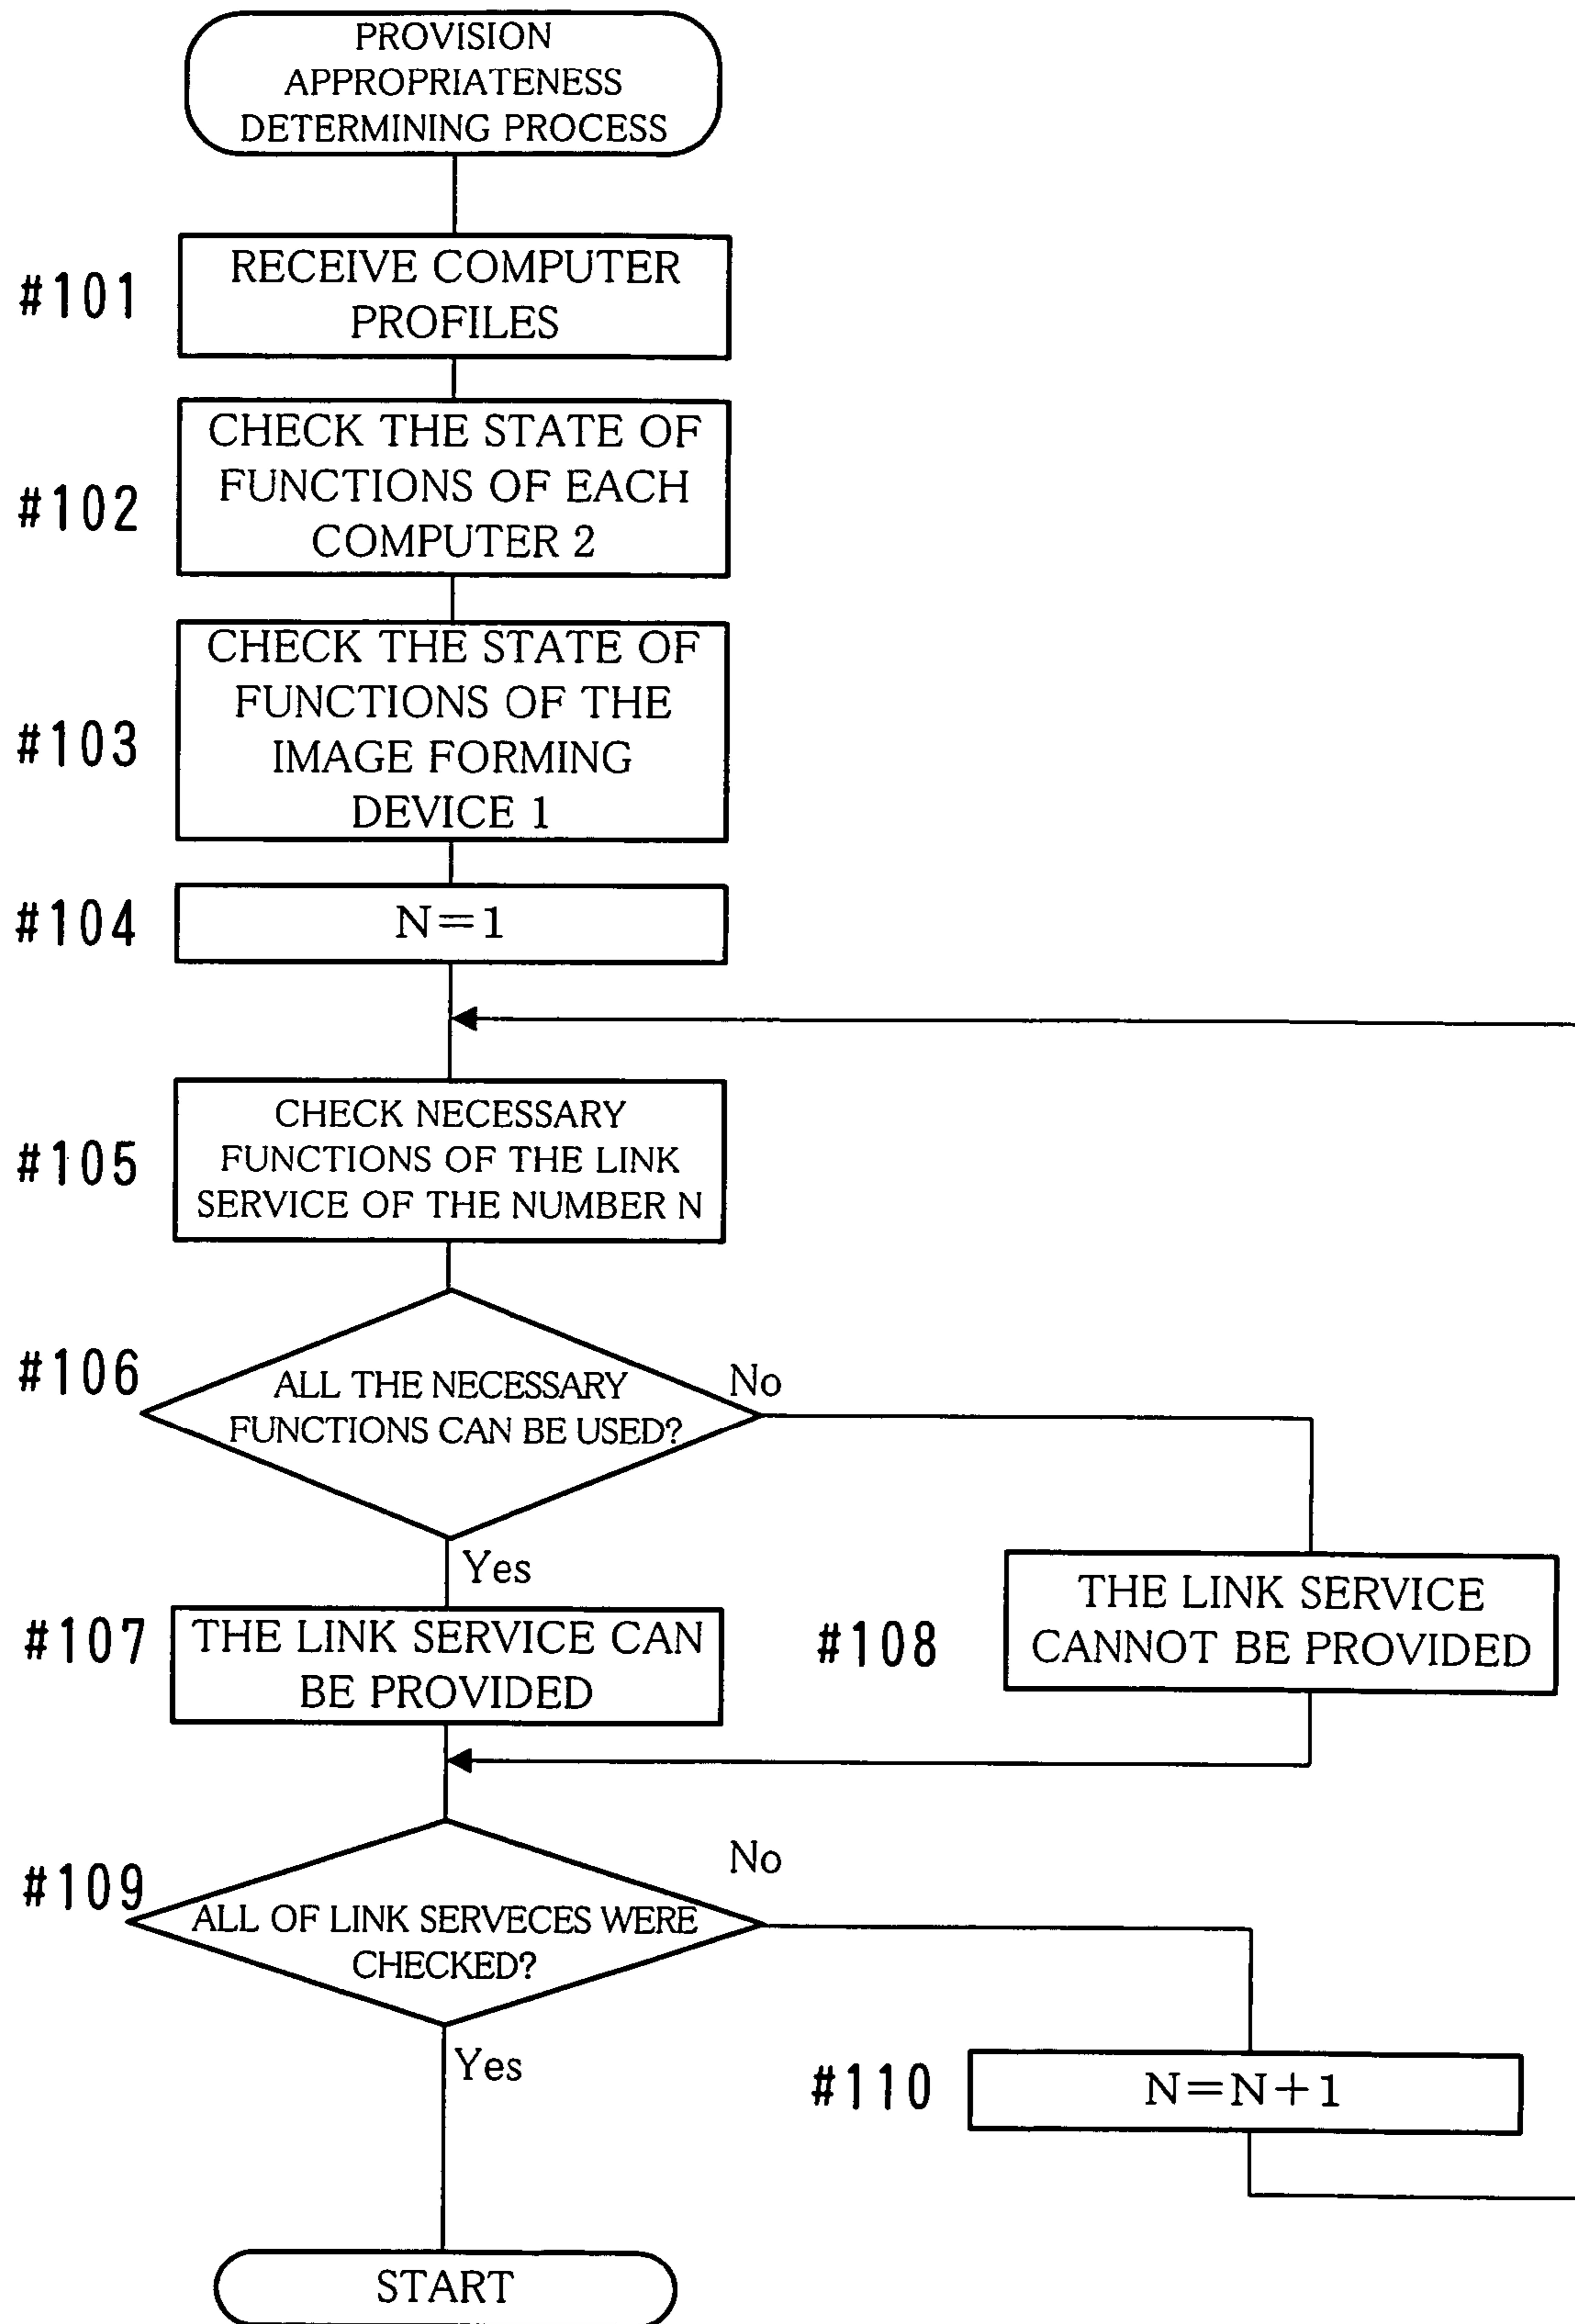 PROVISION
APPROPRIATENESS
DETERMINING PROCESS
#101
RECEIVE COMPUTER
PROFILES
#102
CHECK THE STATE OF
FUNCTIONS OF EACH
COMPUTER 2
#103
CHECK THE STATE OF
FUNCTIONS OF THE
IMAGE FORMING
DEVICE 1
#104
N=1
#105
CHECK NECESSARY
FUNCTIONS OF THE LINK
SERVICE OF THE NUMBER N
#106
ALL THE NECESSARY
FUNCTIONS CAN BE USED?
No
Yes
#107
THE LINK SERVICE CAN
BE PROVIDED
#108
THE LINK SERVICE
CANNOT BE PROVIDED
#109
ALL OF LINK SERVECES WERE
CHECKED?
No
Yes
#110
N=N+1
START